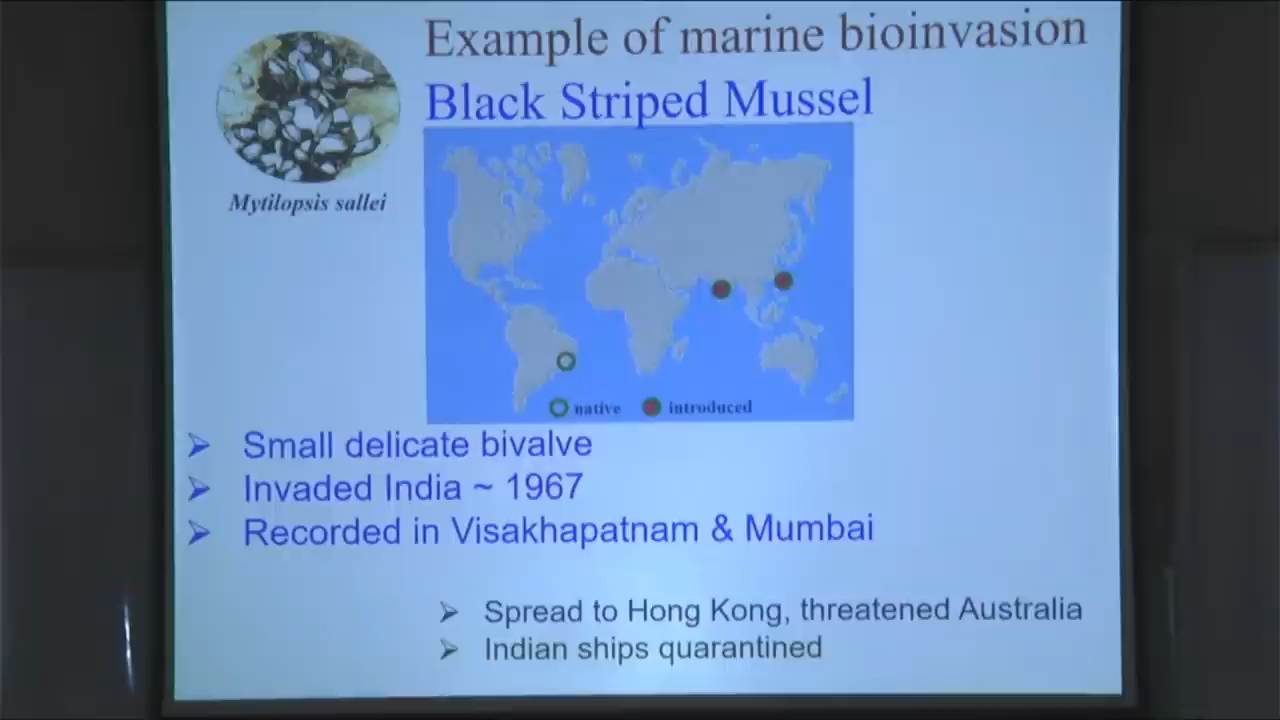 Example of marine bioinvasion
Black Striped Mussel
Mytilopsis sallei
native
introduced
Small delicate bivalve
Invaded India ~ 1967
Recorded in Visakhapatnam & Mumbai
Spread to Hong Kong, threatened Australia
Indian ships quarantined